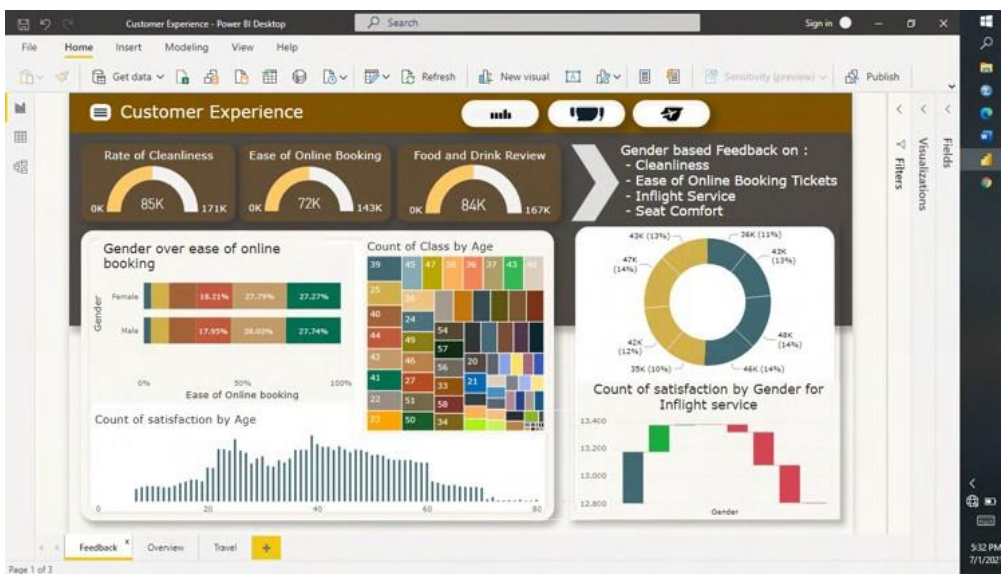 Customer Experience - Power BI Desktop
Search
Sign in
File Home Insert Modeling View Help
Get data
Refresh
New visual
Sensitivity (preview)
Publish
Customer Experience
Rate of Cleanliness
0K 85K 171K
Ease of Online Booking
0K 72K 143K
Food and Drink Review
0K 84K 167K
Gender based Feedback on :
- Cleanliness
- Ease of Online Booking Tickets
- Inflight Service
- Seat Comfort
Filters
Visualizations
Fields
Gender over ease of online
booking
Gender
Female 18.21% 27.79% 27.27%
Male 17.95% 28.03% 27.74%
0% 50% 100%
Ease of Online booking
Count of Class by Age
39 45 47 36 37 43
25
40 24
44 49 54
57
46 56 20
41 27 33 21
22 51 58
50 34
43K (13%) 36K (11%)
47K
(14%)
43K
(13%)
42K
(12%)
48K
(14%)
35K (10%) 46K (14%)
Count of satisfaction by Gender for
Inflight service
13,400
13,200
13,000
12,800
Gender
Count of satisfaction by Age
0 20 40 60 80
Feedback Overview Travel
Page 1 of 3
5:32 PM